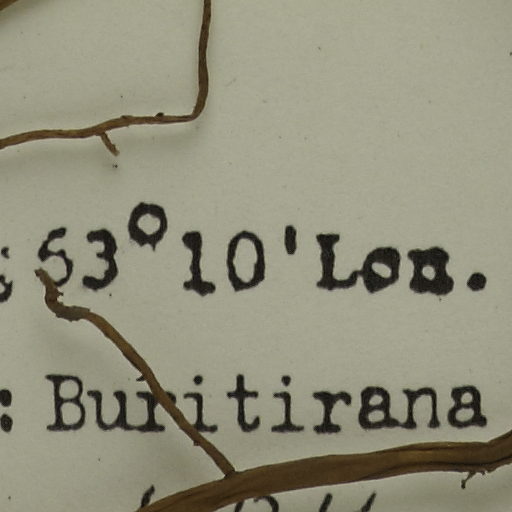 ; 53°10'Lon.
: Buritirana